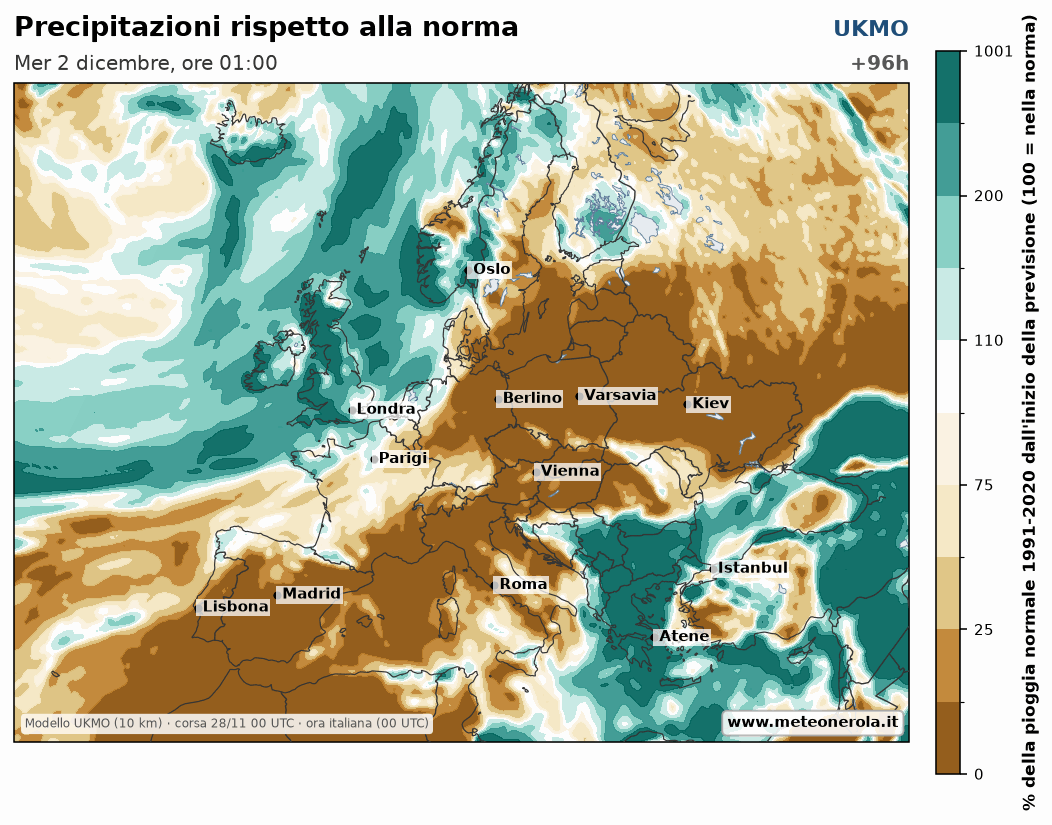 Precipitazioni rispetto alla norma
UKMO
Mer 2 dicembre, ore 01:00
+96h
Oslo
Londra
Berlino
Varsavia
Kiev
Parigi
Vienna
Istanbul
Roma
Madrid
Lisbona
Atene
Modello UKMO (10 km) · corsa 28/11 00 UTC · ora italiana (00 UTC)
www.meteonerola.it
1001
200
110
75
25
0
% della pioggia normale 1991-2020 dall'inizio della previsione (100 = nella norma)